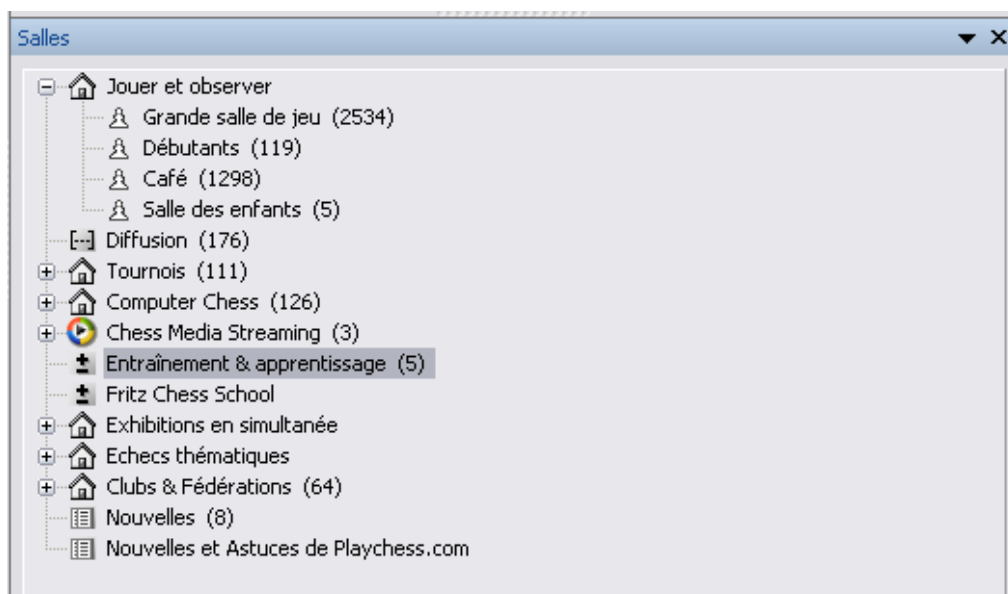 Salles
Jouer et observer
Grande salle de jeu (2534)
Débutants (119)
Café (1298)
Salle des enfants (5)
Diffusion (176)
Tournois (111)
Computer Chess (126)
Chess Media Streaming (3)
Entraînement & apprentissage (5)
Fritz Chess School
Exhibitions en simultanée
Echecs thématiques
Clubs & Fédérations (64)
Nouvelles (8)
Nouvelles et Astuces de Playchess.com